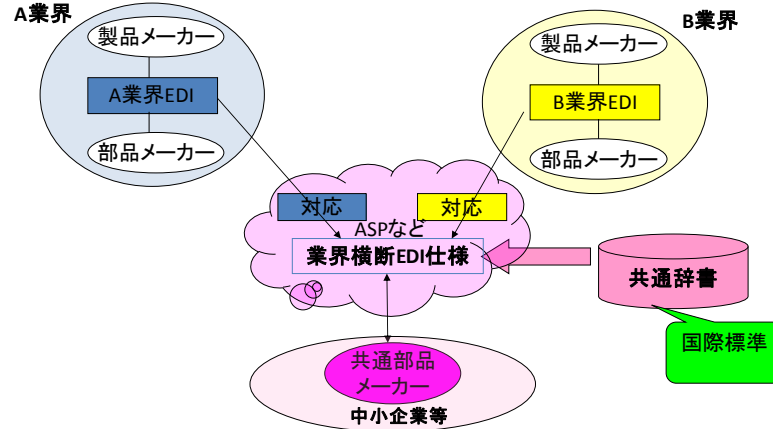 A業界
製品メーカー
A業界EDI
部品メーカー
B業界
製品メーカー
B業界EDI
部品メーカー
対応
対応
ASPなど
業界横断EDI仕様
共通辞書
国際標準
共通部品
メーカー
中小企業等